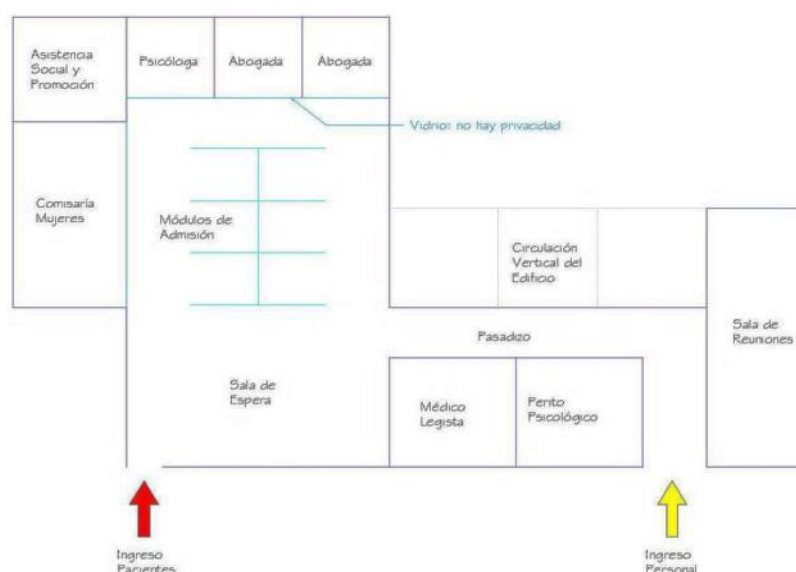 Asistencia
Social y
Promoción
Psicóloga
Abogada
Abogada
Vidrio: no hay privacidad
Comisaría
Mujeres
Módulos de
Admisión
Circulación
Vertical del
Edificio
Sala de
Reuniones
Pasadizo
Sala de
Espera
Médico
Legista
Perito
Psicológico
Ingreso
Pacientes
Ingreso
Personal